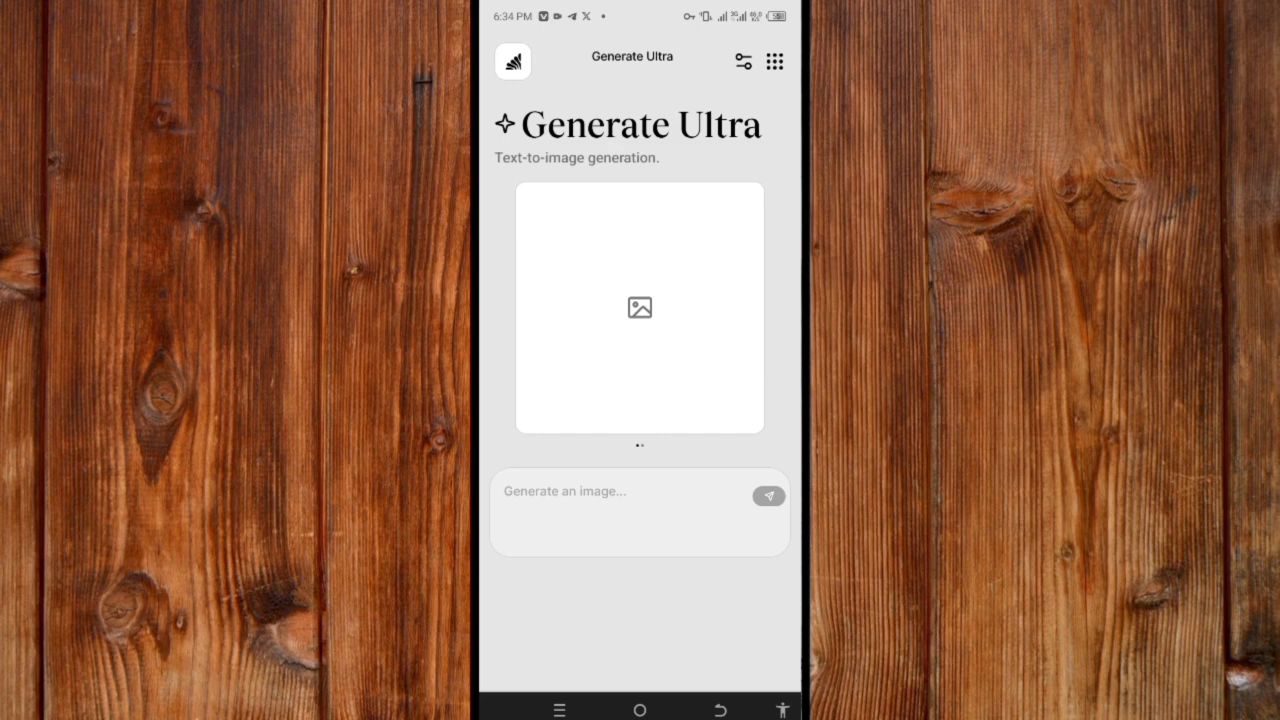 6:34 PM
Generate Ultra
Generate Ultra
Text-to-image generation.
Generate an image...